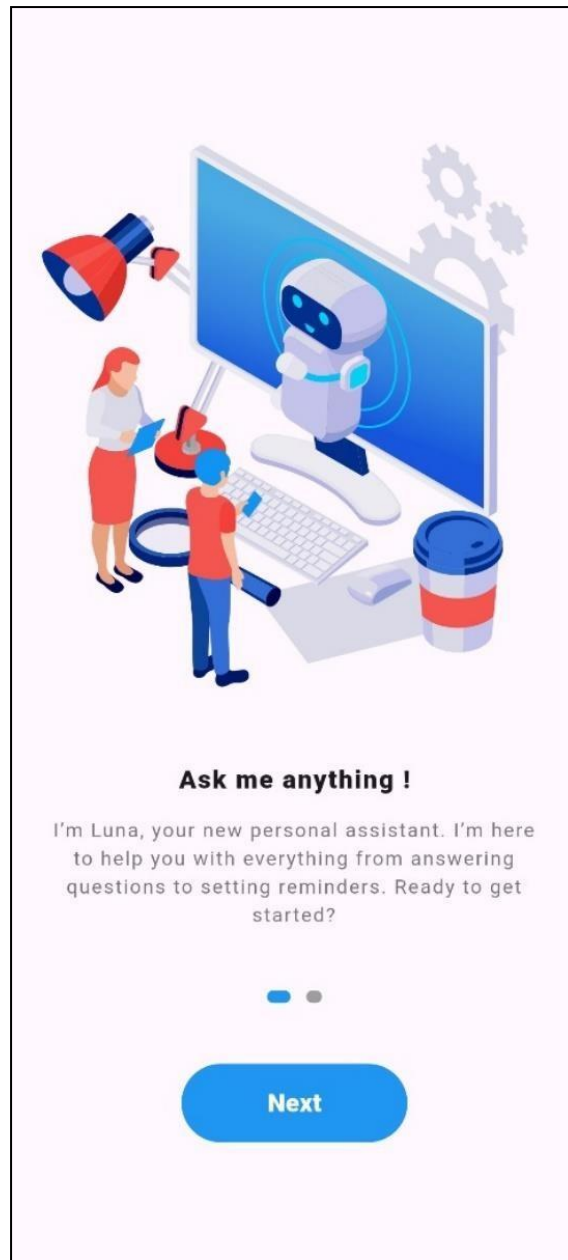 Ask me anything !
I'm Luna, your new personal assistant. I'm here
to help you with everything from answering
questions to setting reminders. Ready to get
started?
Next